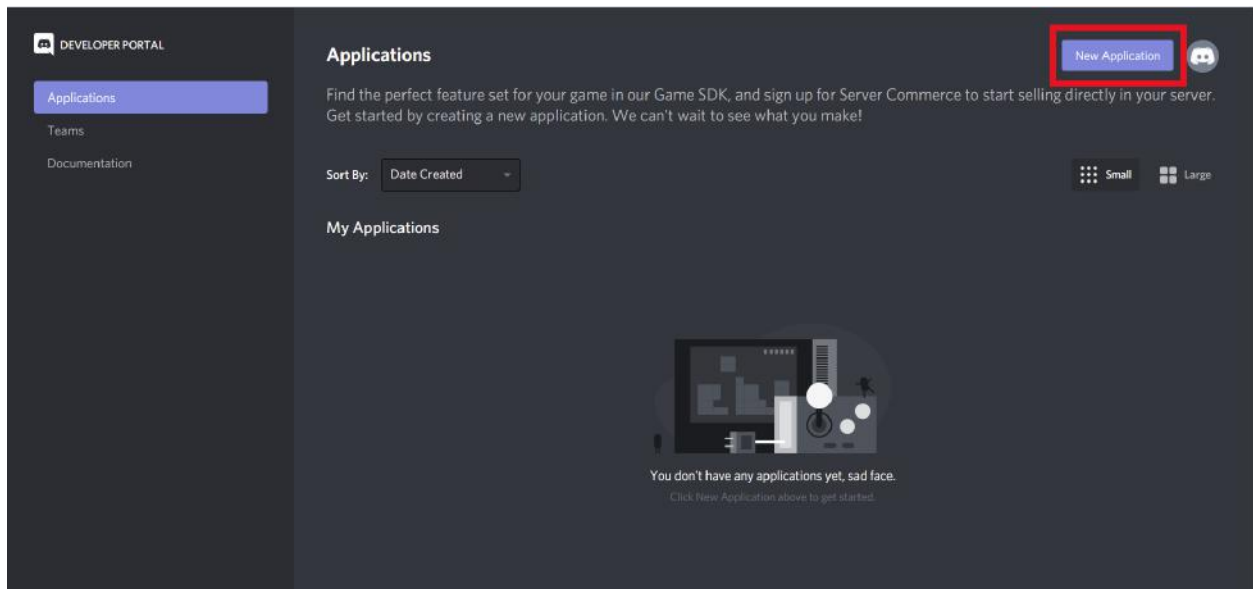 DEVELOPER PORTAL
Applications
Teams
Documentation
Applications
New Application
Find the perfect feature set for your game in our Game SDK, and sign up for Server Commerce to start selling directly in your server.
Get started by creating a new application. We can't wait to see what you make!
Sort By: Date Created
Small Large
My Applications
You don't have any applications yet, sad face.
Click New Application above to get started.